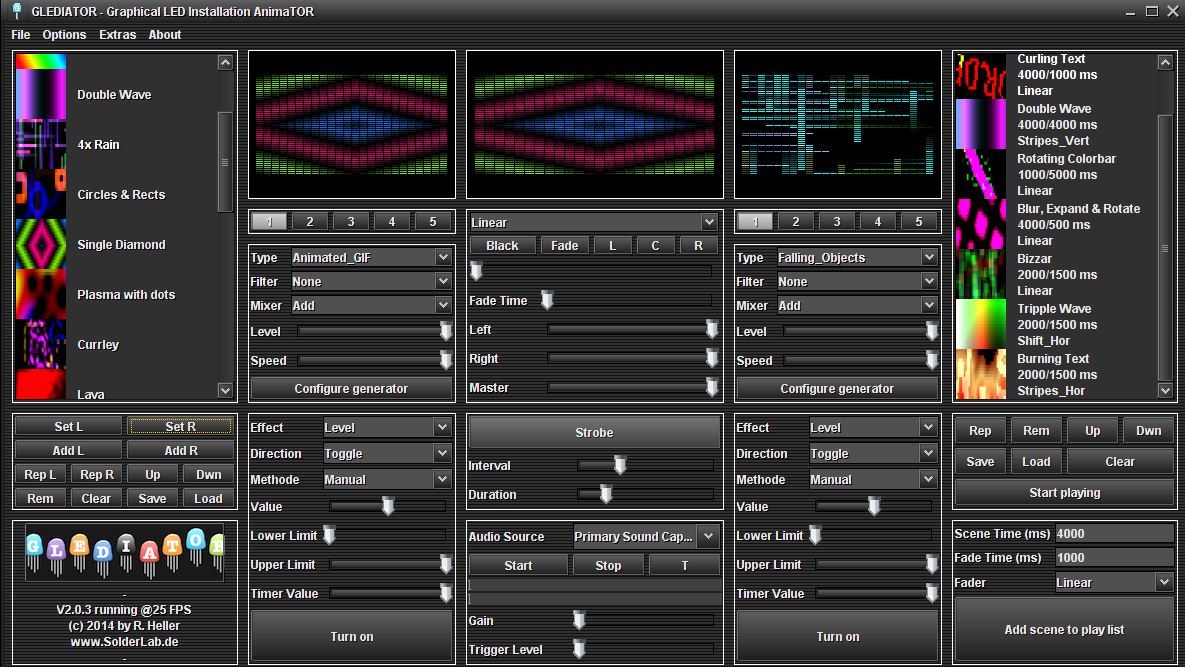 GLEDIATOR - Graphical LED Installation AnimaTOR
File Options Extras About
Double Wave
4x Rain
Circles & Rects
Single Diamond
Plasma with dots
Currley
Lava
1 2 3 4 5
Type Animated_GIF
Filter None
Mixer Add
Level
Speed
Configure generator
Linear
Black Fade L C R
Fade Time
Left
Right
Master
1 2 3 4 5
Type Falling_Objects
Filter None
Mixer Add
Level
Speed
Configure generator
Curling Text
4000/1000 ms
Linear
Double Wave
4000/4000 ms
Stripes_Vert
Rotating Colorbar
1000/5000 ms
Linear
Blur, Expand & Rotate
4000/500 ms
Linear
Bizzar
2000/1500 ms
Linear
Tripple Wave
2000/1500 ms
Shift_Hor
Burning Text
2000/1500 ms
Stripes_Hor
Set L Set R
Add L Add R
Rep L Rep R Up Dwn
Rem Clear Save Load
GLEDIATOR
V2.0.3 running @25 FPS
(c) 2014 by R. Heller
www.SolderLab.de
Effect Level
Direction Toggle
Methode Manual
Value
Lower Limit
Upper Limit
Timer Value
Turn on
Strobe
Interval
Duration
Audio Source Primary Sound Cap...
Start Stop T
Gain
Trigger Level
Effect Level
Direction Toggle
Methode Manual
Value
Lower Limit
Upper Limit
Timer Value
Turn on
Rep Rem Up Dwn
Save Load Clear
Start playing
Scene Time (ms) 4000
Fade Time (ms) 1000
Fader Linear
Add scene to play list